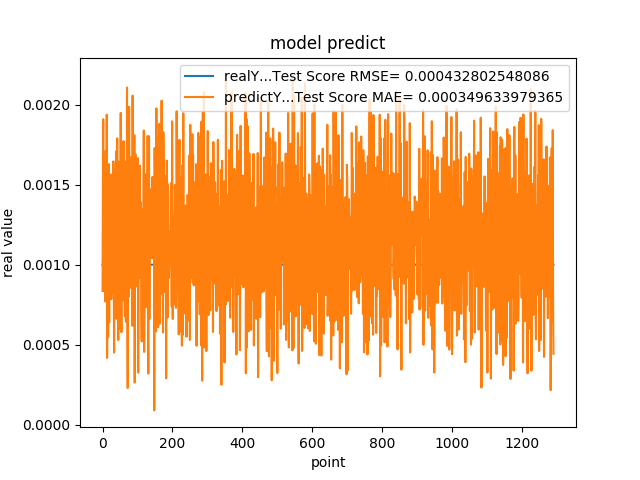 model predict
realY...Test Score RMSE= 0.000432802548086
predictY...Test Score MAE= 0.000349633979365
real value
0.0020
0.0015
0.0010
0.0005
0.0000
0 200 400 600 800 1000 1200
point